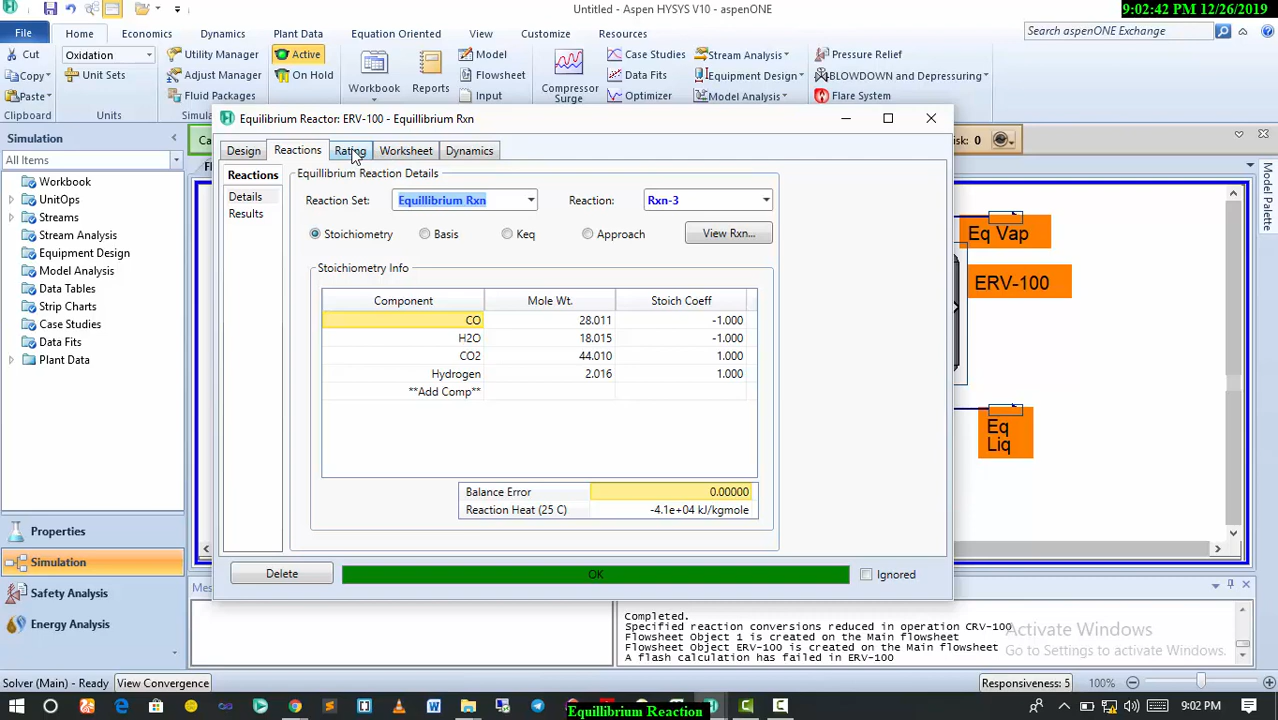 Untitled - Aspen HYSYS V10 - aspenONE
9:02:42 PM 12/26/2019
File
Home
Economics
Dynamics
Plant Data
Equation Oriented
View
Customize
Resources
Search aspenONE Exchange
Cut
Copy
Paste
Clipboard
Oxidation
Unit Sets
Units
Utility Manager
Adjust Manager
Fluid Packages
Active
On Hold
Workbook
Reports
Model
Flowsheet
Input
Compressor
Surge
Case Studies
Data Fits
Optimizer
Stream Analysis
Equipment Design
Model Analysis
Pressure Relief
BLOWDOWN and Depressuring
Flare System
Simulation
All Items
Workbook
UnitOps
Streams
Stream Analysis
Equipment Design
Model Analysis
Data Tables
Strip Charts
Case Studies
Data Fits
Plant Data
Properties
Simulation
Safety Analysis
Energy Analysis
Equilibrium Reactor: ERV-100 - Equillibrium Rxn
Design
Reactions
Rating
Worksheet
Dynamics
Reactions
Details
Results
Equilibrium Reaction Details
Reaction Set:
Equillibrium Rxn
Reaction:
Rxn-3
Stoichiometry
Basis
Keq
Approach
View Rxn...
Stoichiometry Info
Component Mole Wt. Stoich Coeff
CO 28.011 -1.000
H2O 18.015 -1.000
CO2 44.010 1.000
Hydrogen 2.016 1.000
**Add Comp**
Balance Error 0.00000
Reaction Heat (25 C) -4.1e+04 kJ/kgmole
Delete
OK
Ignored
isk: 0
Eq Vap
ERV-100
Eq
Liq
Model Palette
Completed.
Specified reaction conversions reduced in operation CRV-100
Flowsheet Object 1 is created on the Main flowsheet
Flowsheet Object ERV-100 is created on the Main flowsheet
A flash calculation has failed in ERV-100
Activate Windows
Go to Settings to activate Windows.
Solver (Main) - Ready
View Convergence
Responsiveness: 5
100%
Equillibrium Reaction
9:02 PM